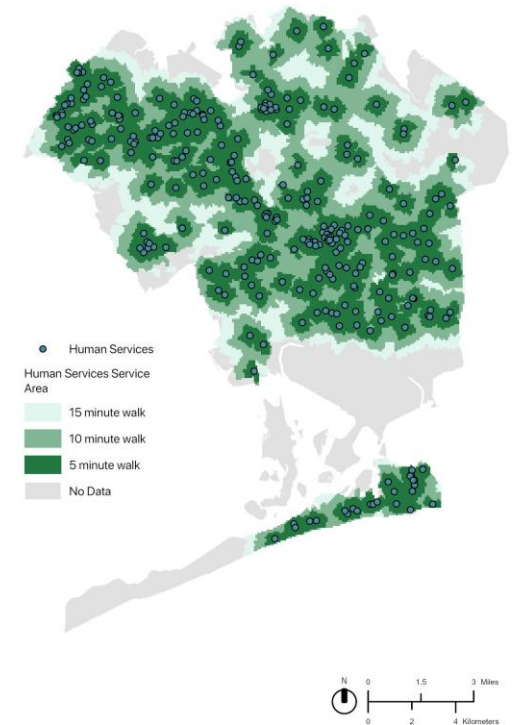 Human Services
Human Services Service
Area
15 minute walk
10 minute walk
5 minute walk
No Data
N
0 1.5 3 Miles
0 2 4 Kilometers